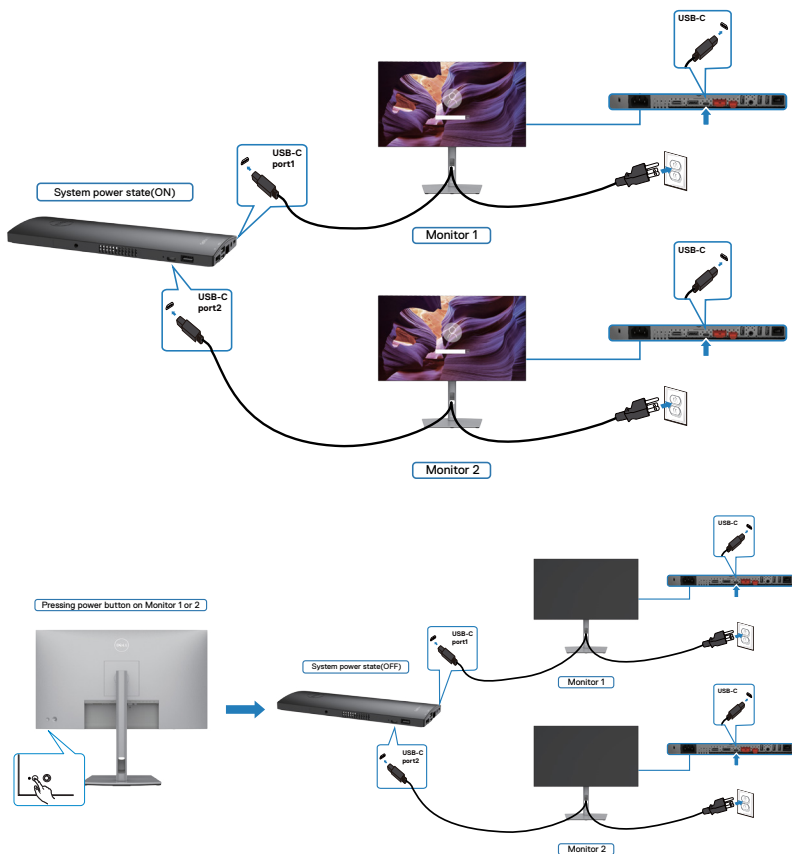 USB-C
USB-C
port1
System power state(ON)
Monitor 1
USB-C
USB-C
port2
Monitor 2
USB-C
Pressing power button on Monitor 1 or 2
DELL
USB-C
port1
System power state(OFF)
Monitor 1
USB-C
USB-C
port2
Monitor 2